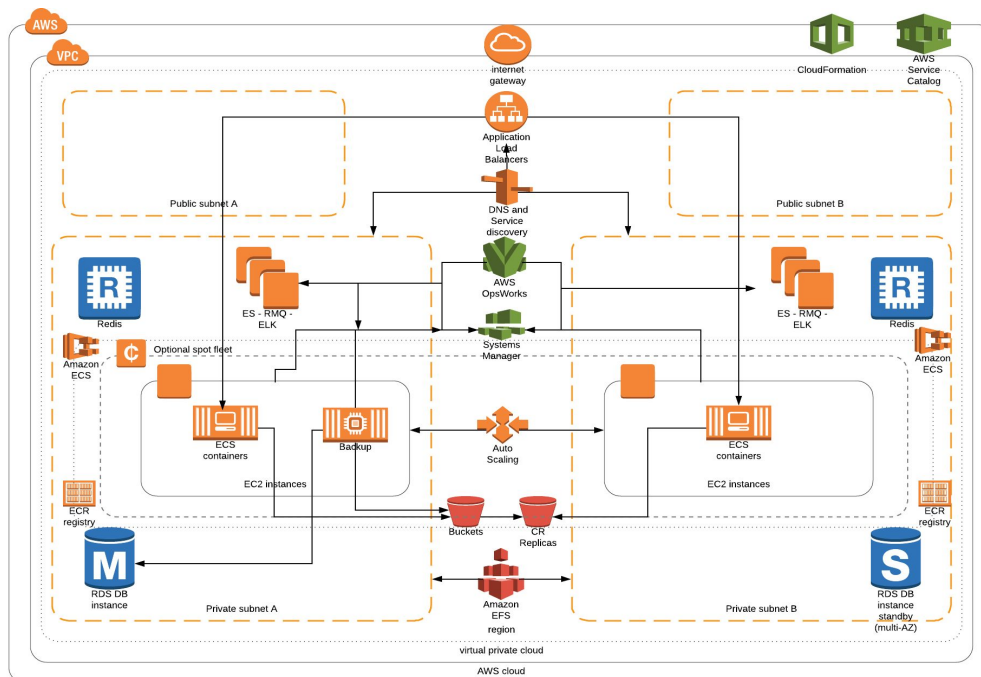 AWS
VPC
internet
gateway
CloudFormation
AWS
Service
Catalog
Application
Load
Balancers
Public subnet A
Public subnet B
DNS and
Service
discovery
R
Redis
ES - RMQ -
ELK
AWS
OpsWorks
ES - RMQ -
ELK
R
Redis
Amazon
ECS
₵
Optional spot fleet
Systems
Manager
Amazon
ECS
ECS
containers
Backup
Auto
Scaling
ECS
containers
EC2 instances
EC2 instances
ECR
registry
Buckets
CR
Replicas
ECR
registry
M
RDS DB
instance
Amazon
EFS
region
S
RDS DB
instance
standby
(multi-AZ)
Private subnet A
Private subnet B
virtual private cloud
AWS cloud